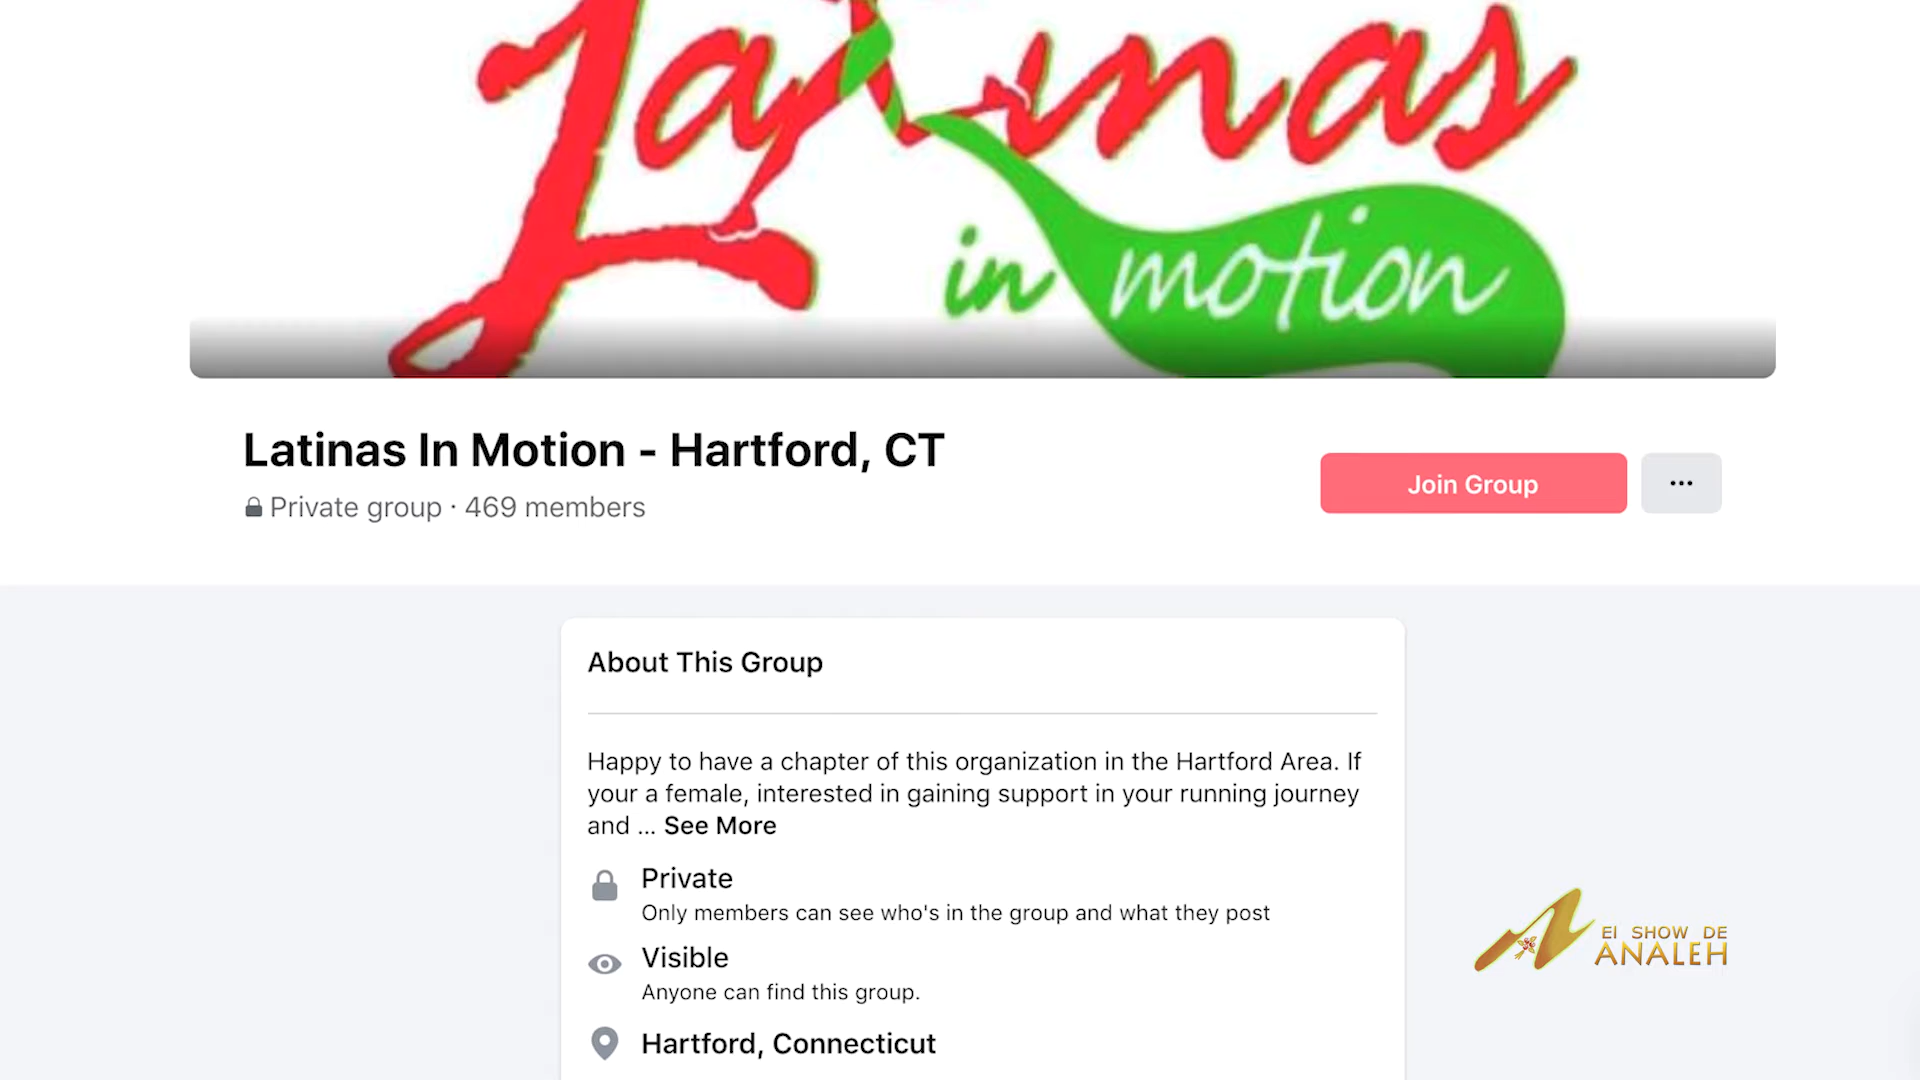 Latinas
in motion
Latinas In Motion - Hartford, CT
Private group · 469 members
Join Group
About This Group
Happy to have a chapter of this organization in the Hartford Area. If
your a female, interested in gaining support in your running journey
and ... See More
Private
Only members can see who's in the group and what they post
Visible
Anyone can find this group.
EI SHOW DE
ANALEH
Hartford, Connecticut